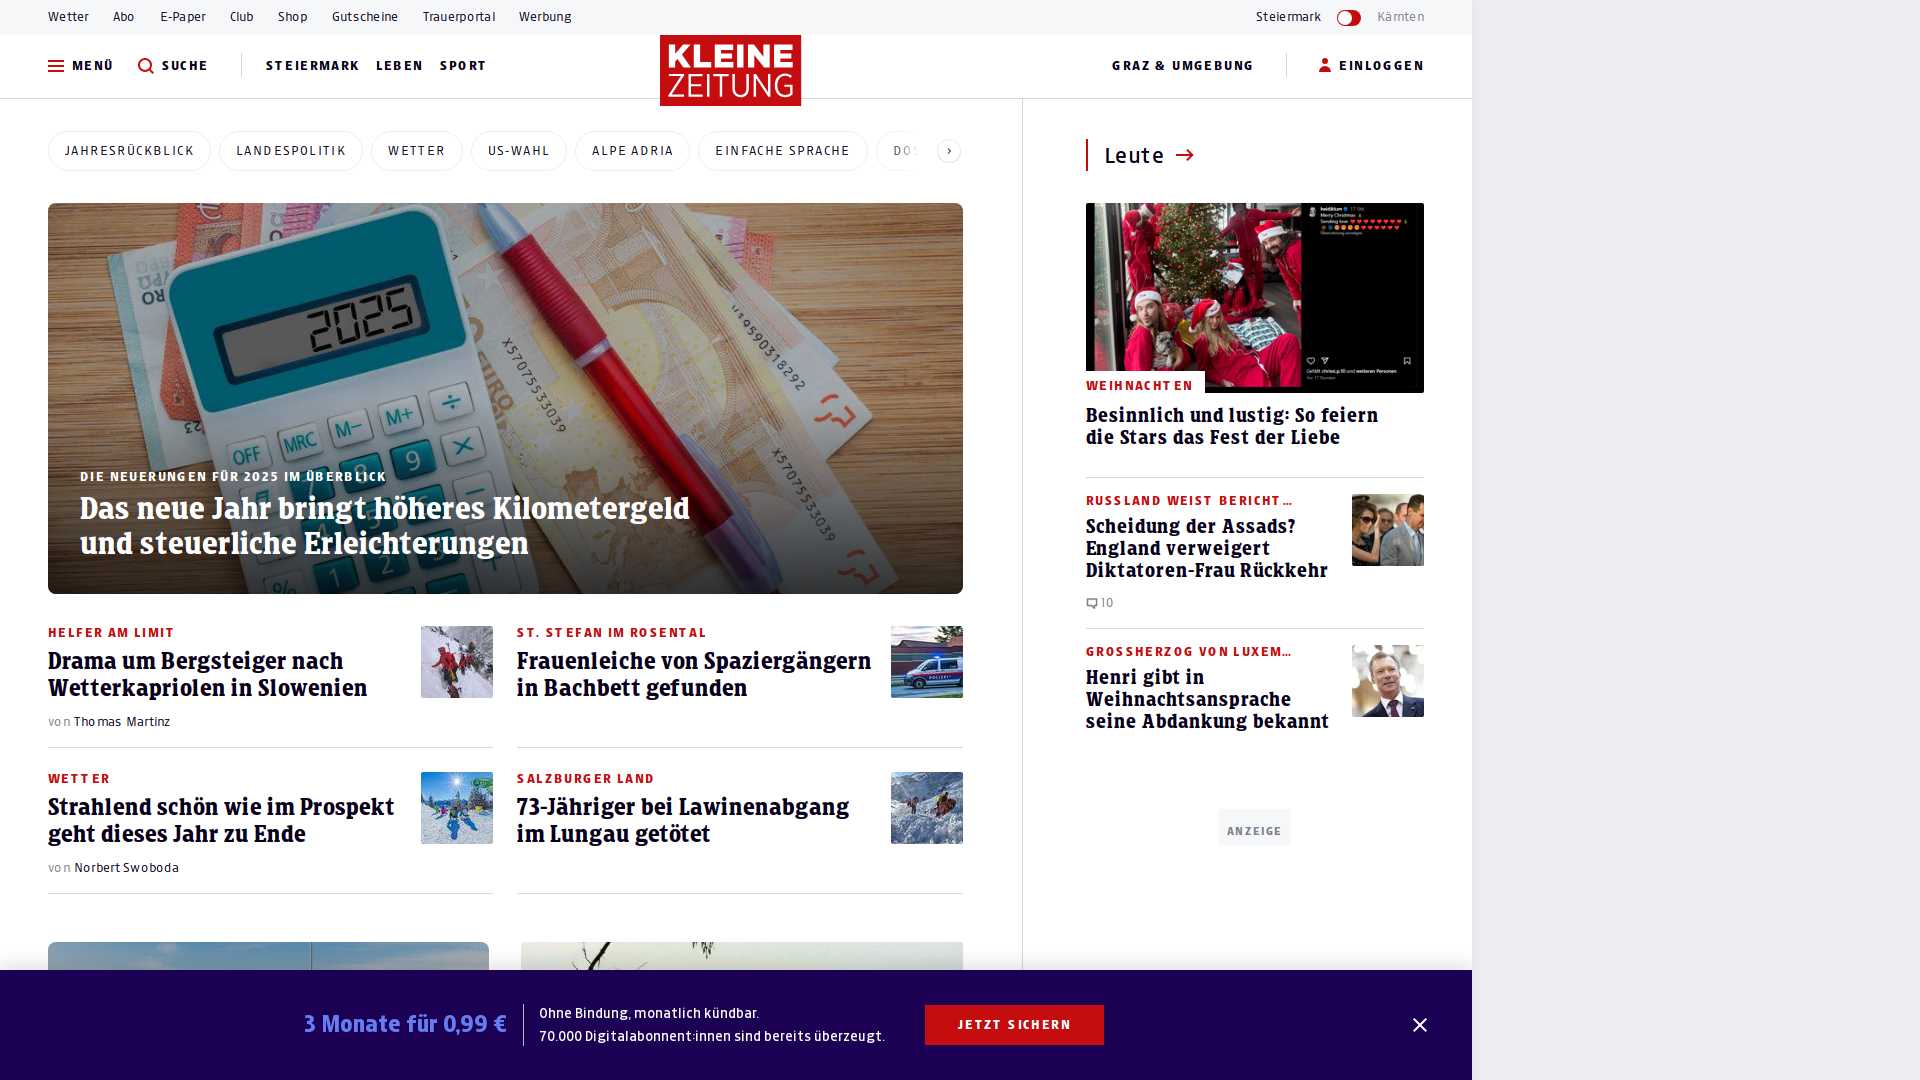 Wetter Abo E-Paper Club Shop Gutscheine Trauerportal Werbung
Steiermark Kärnten
MENÜ SUCHE STEIERMARK LEBEN SPORT
KLEINE
ZEITUNG
GRAZ & UMGEBUNG EINLOGGEN
JAHRESRÜCKBLICK LANDESPOLITIK WETTER US-WAHL ALPE ADRIA EINFACHE SPRACHE
2025
X57075533039
X19590318292
X57075533039
OFF MRC M− M+ ÷
9 ×
DIE NEUERUNGEN FÜR 2025 IM ÜBERBLICK
Das neue Jahr bringt höheres Kilometergeld
und steuerliche Erleichterungen
HELFER AM LIMIT
Drama um Bergsteiger nach
Wetterkapriolen in Slowenien
von Thomas Martinz
ST. STEFAN IM ROSENTAL
Frauenleiche von Spaziergängern
in Bachbett gefunden
WETTER
Strahlend schön wie im Prospekt
geht dieses Jahr zu Ende
von Norbert Swoboda
SALZBURGER LAND
73-Jähriger bei Lawinenabgang
im Lungau getötet
Leute
WEIHNACHTEN
Besinnlich und lustig: So feiern
die Stars das Fest der Liebe
RUSSLAND WEIST BERICHT…
Scheidung der Assads?
England verweigert
Diktatoren-Frau Rückkehr
10
GROSSHERZOG VON LUXEM…
Henri gibt in
Weihnachtsansprache
seine Abdankung bekannt
ANZEIGE
3 Monate für 0,99 €
Ohne Bindung, monatlich kündbar.
70.000 Digitalabonnent:innen sind bereits überzeugt.
JETZT SICHERN